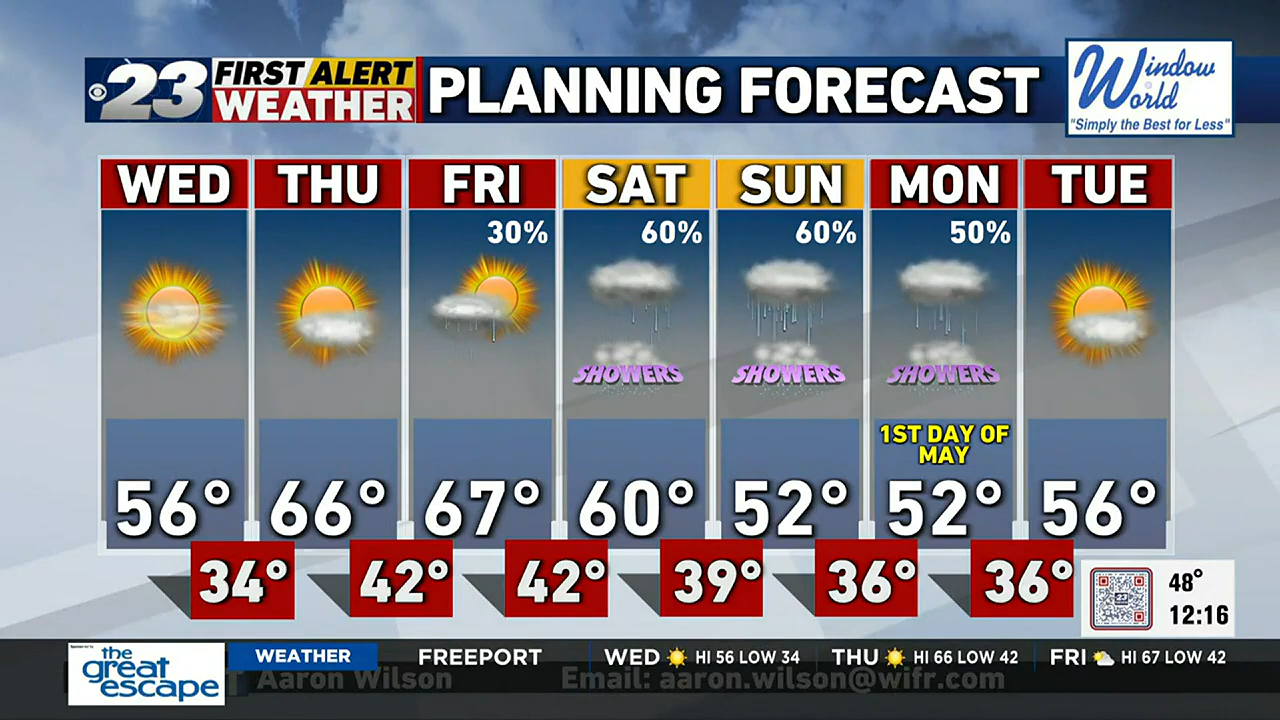 23
FIRST ALERT
WEATHER
PLANNING FORECAST
Window
World
"Simply the Best for Less"
WED THU FRI SAT SUN MON TUE
30% 60% 60% 50%
SHOWERS SHOWERS SHOWERS
1ST DAY OF
MAY
56° 66° 67° 60° 52° 52° 56°
34° 42° 42° 39° 36° 36°
23
48°
12:16
the
great
escape
WEATHER FREEPORT WED HI 56 LOW 34 THU HI 66 LOW 42 FRI HI 67 LOW 42
Aaron Wilson Email: aaron.wilson@wifr.com